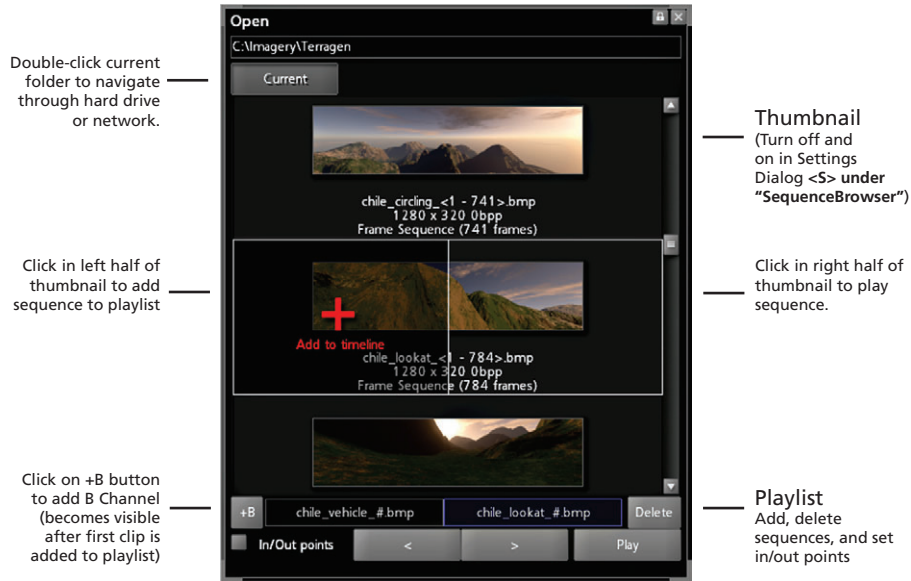 Open
C:\Imagery\Terragen
Current
Double-click current
folder to navigate
through hard drive
or network.
Thumbnail
(Turn off and
on in Settings
Dialog <S> under
"SequenceBrowser")
chile_circling_<1 - 741>.bmp
1280 x 320 0bpp
Frame Sequence (741 frames)
Click in left half of
thumbnail to add
sequence to playlist
Add to timeline
chile_lookat_<1 - 784>.bmp
1280 x 320 0bpp
Frame Sequence (784 frames)
Click in right half of
thumbnail to play
sequence.
Click on +B button
to add B Channel
(becomes visible
after first clip is
added to playlist)
+B
chile_vehicle_#.bmp
chile_lookat_#.bmp
Delete
In/Out points
<
>
Play
Playlist
Add, delete
sequences, and set
in/out points